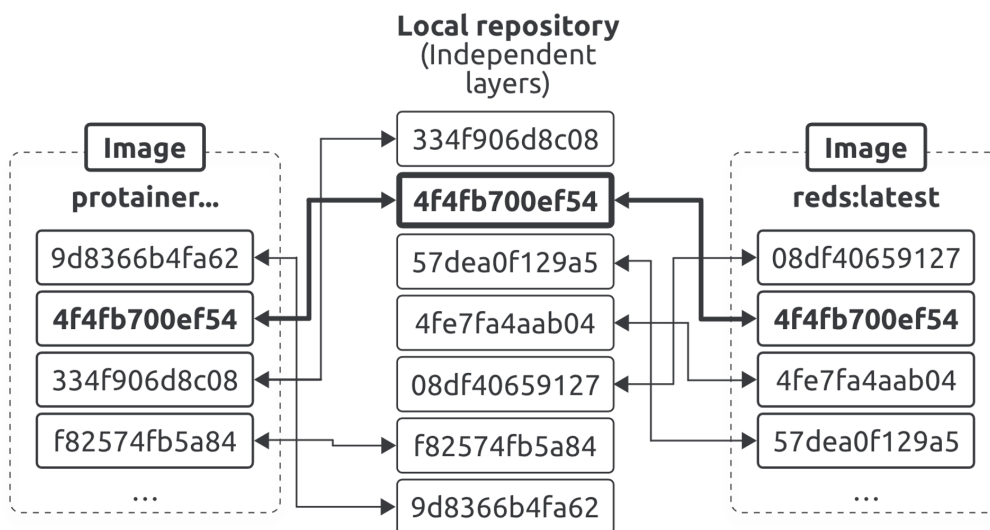 Local repository
(Independent
layers)
334f906d8c08
4f4fb700ef54
57dea0f129a5
4fe7fa4aab04
08df40659127
f82574fb5a84
9d8366b4fa62
Image
protainer...
9d8366b4fa62
4f4fb700ef54
334f906d8c08
f82574fb5a84
...
Image
reds:latest
08df40659127
4f4fb700ef54
4fe7fa4aab04
57dea0f129a5
...